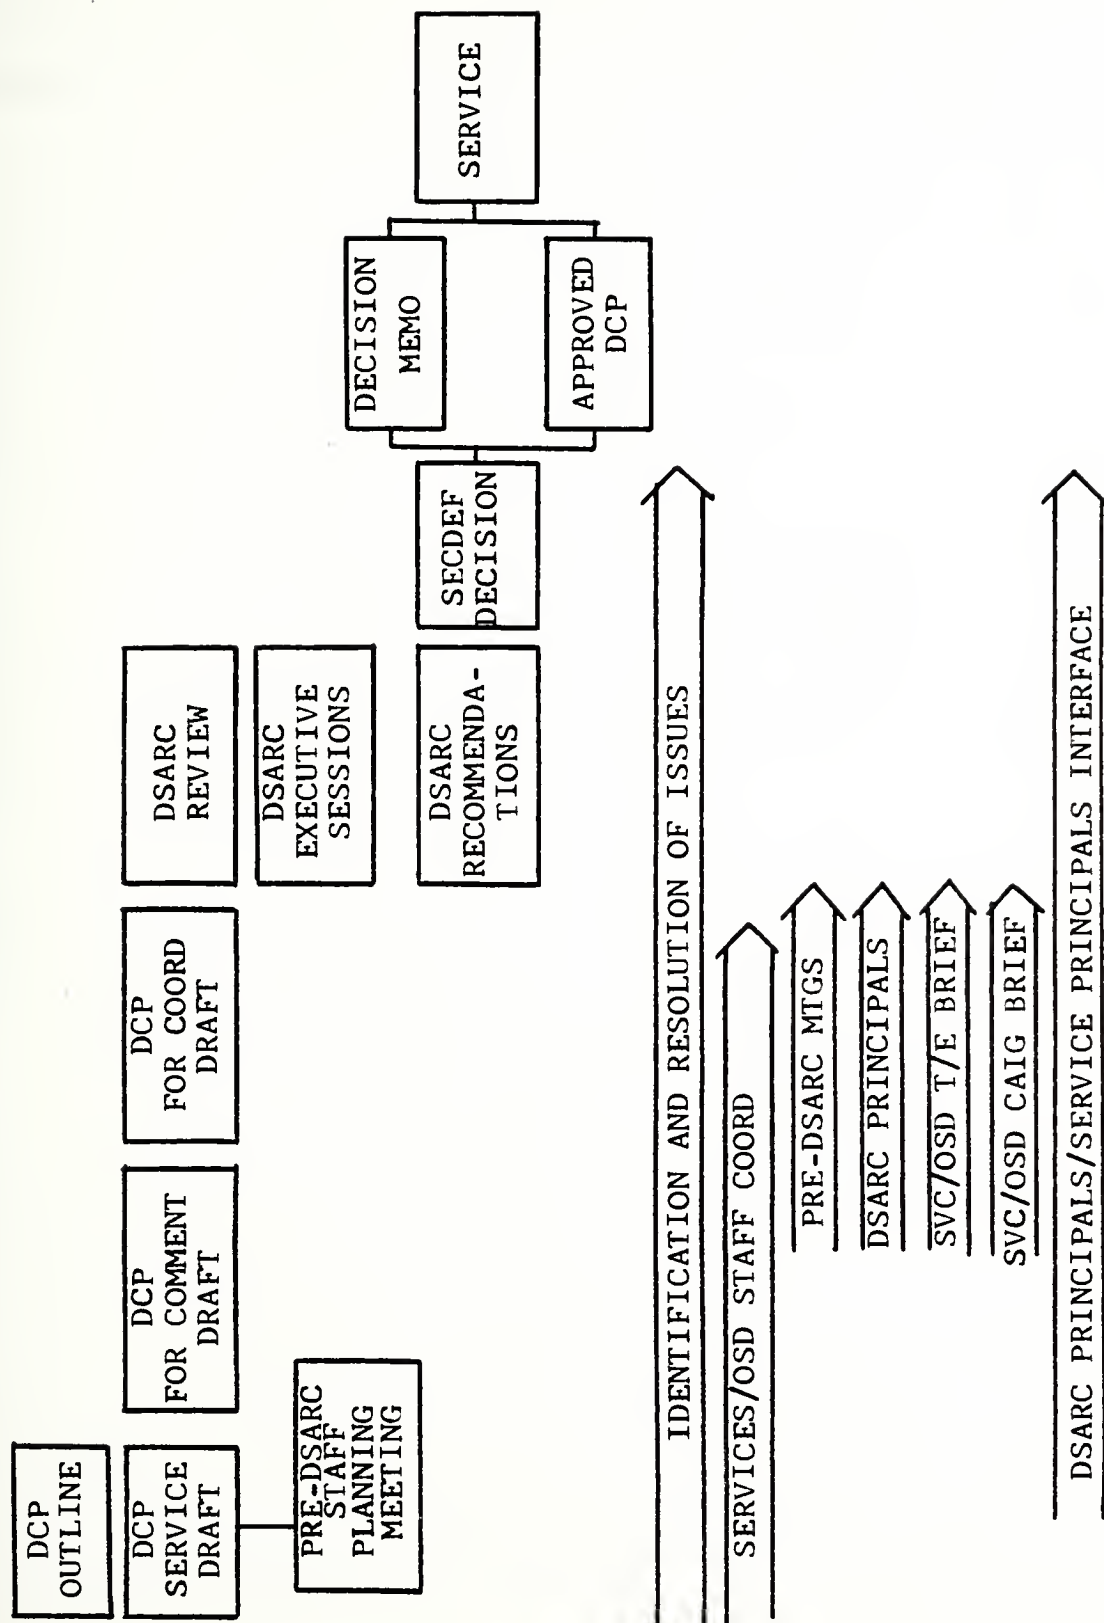 DCP
OUTLINE
DCP
SERVICE
DRAFT
PRE-DSARC
STAFF
PLANNING
MEETING
DCP
FOR COMMENT
DRAFT
DCP
FOR COORD
DRAFT
DSARC
REVIEW
DSARC
EXECUTIVE
SESSIONS
DSARC
RECOMMENDA-
TIONS
SECDEF
DECISION
DECISION
MEMO
APPROVED
DCP
SERVICE
IDENTIFICATION AND RESOLUTION OF ISSUES
SERVICES/OSD STAFF COORD
PRE-DSARC MTGS
DSARC PRINCIPALS
SVC/OSD T/E BRIEF
SVC/OSD CAIG BRIEF
DSARC PRINCIPALS/SERVICE PRINCIPALS INTERFACE